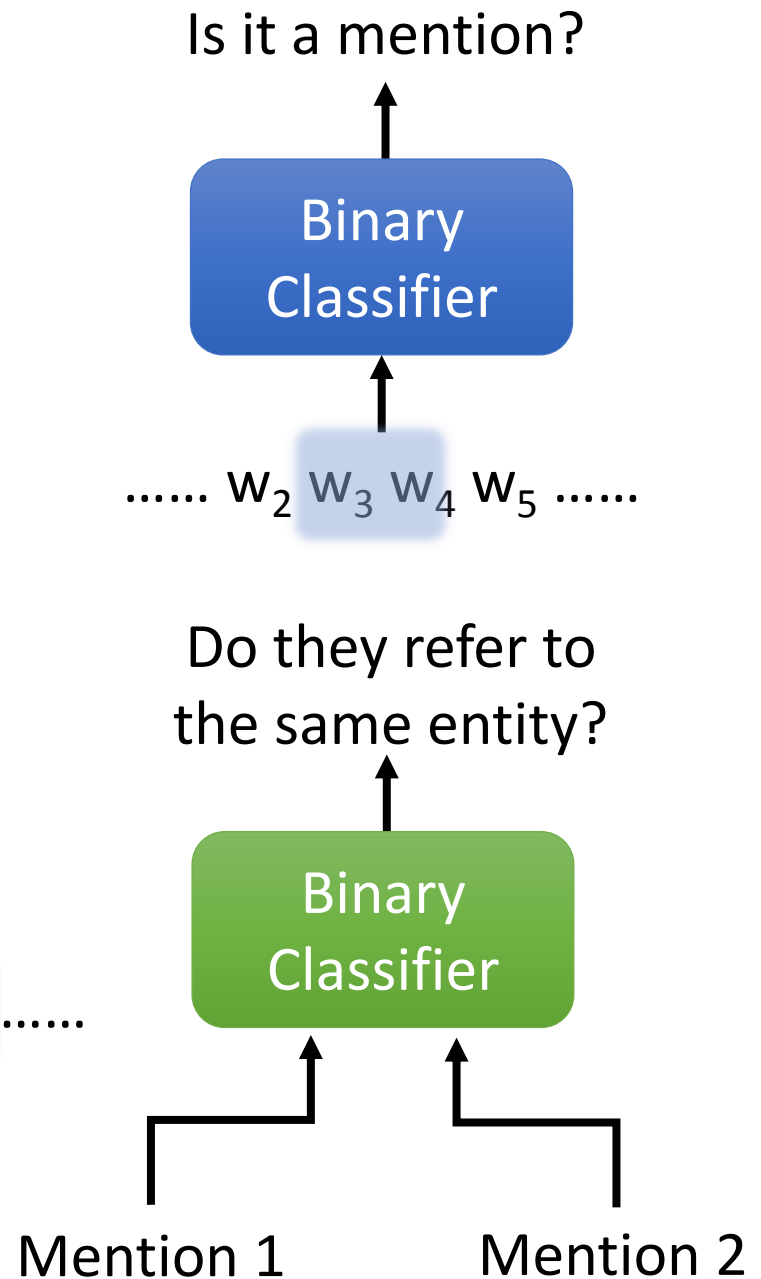 Is it a mention?
Binary
Classifier
…… w₂ w₃ w₄ w₅ ……
Do they refer to
the same entity?
Binary
Classifier
……
Mention 1 Mention 2